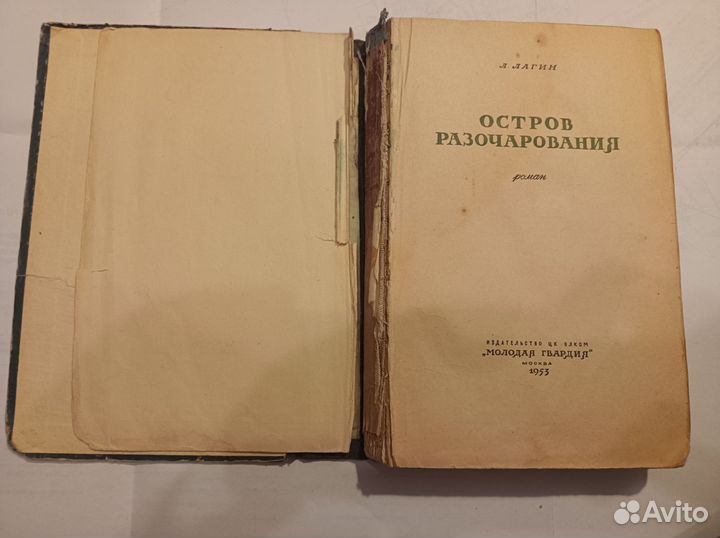 Л. ЛАГИН
ОСТРОВ
РАЗОЧАРОВАНИЯ
роман
ИЗДАТЕЛЬСТВО ЦК ВЛКСМ
„МОЛОДАЯ ГВАРДИЯ"
МОСКВА
1953
Avito